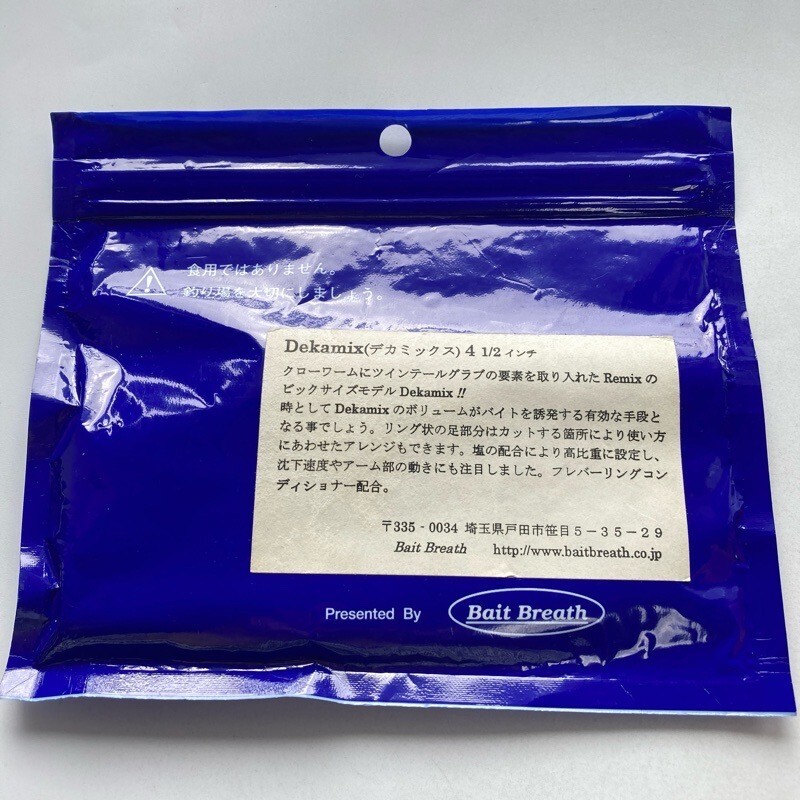 食用ではありません。
釣り場を大切にしましょう。
Dekamix(デカミックス) 4 1/2 インチ
クローワームにツインテールグラブの要素を取り入れた Remix の
ビックサイズモデル Dekamix !!
時として Dekamix のボリュームがバイトを誘発する有効な手段と
なる事でしょう。リング状の足部分はカットする箇所により使い方
にあわせたアレンジもできます。塩の配合により高比重に設定し、
沈下速度やアーム部の動きにも注目しました。フレバーリングコン
ディショナー配合。
〒335 - 0034 埼玉県戸田市笹目5－35－29
Bait Breath http://www.baitbreath.co.jp
Presented By Bait Breath